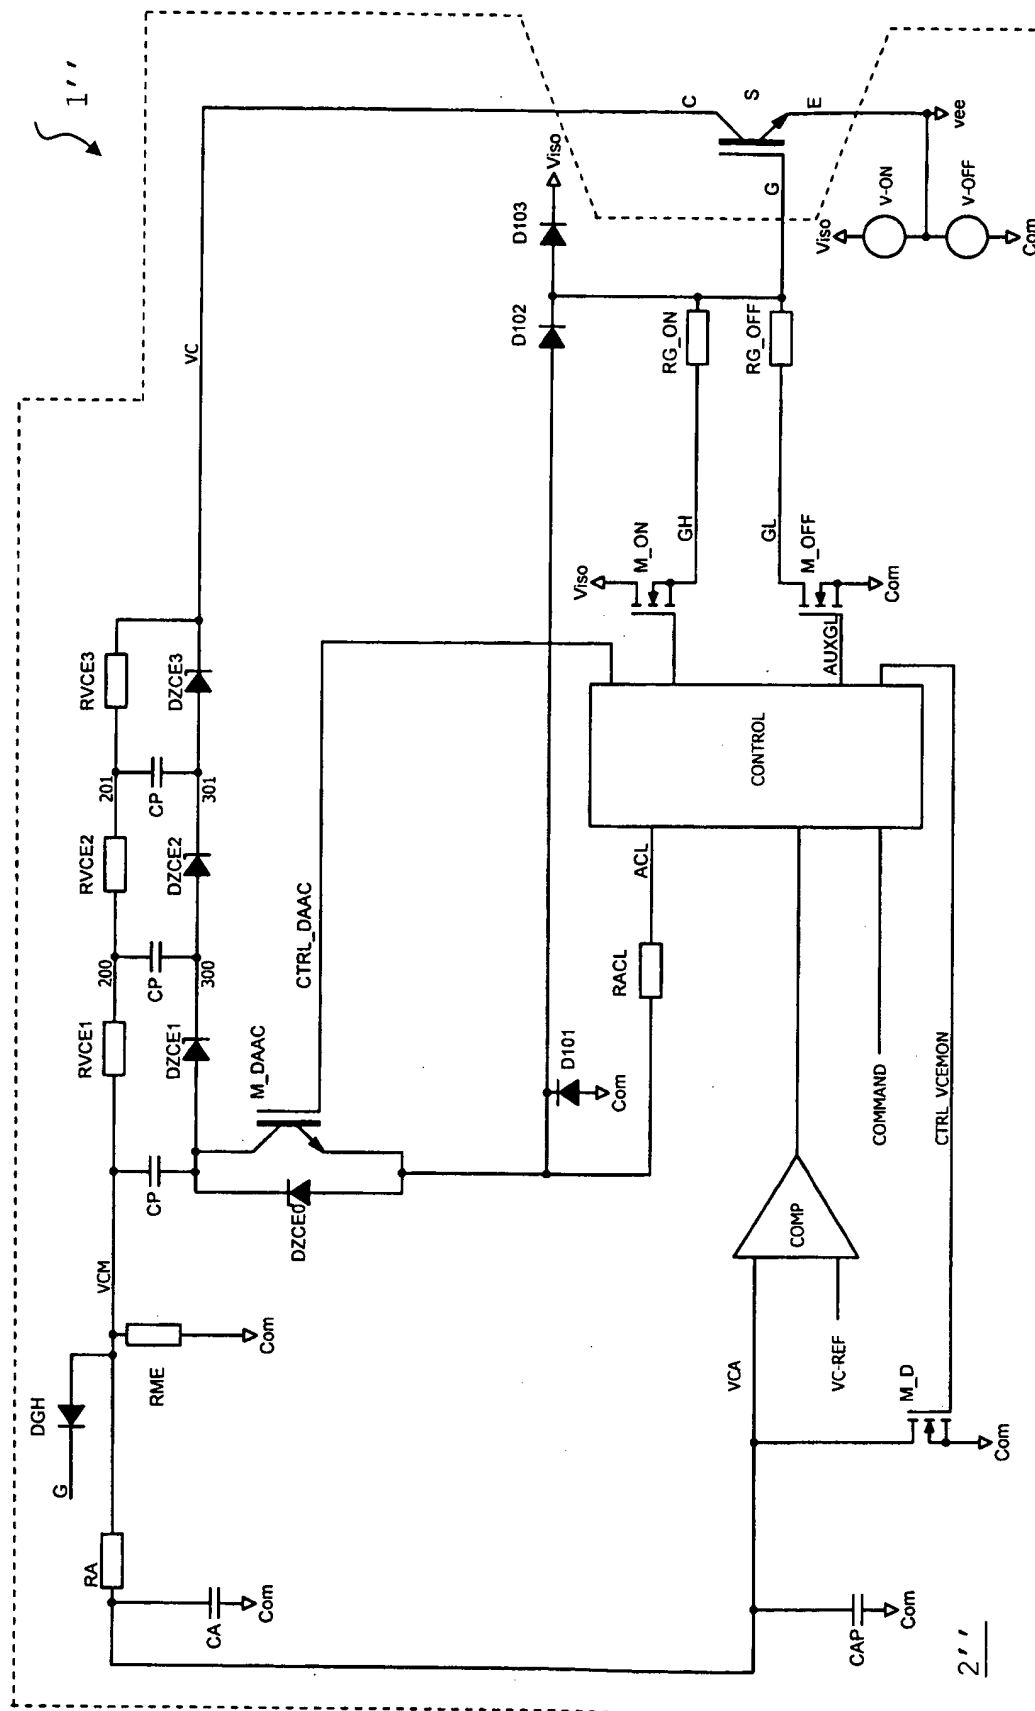 1''
VC
C
S
E
G
vee
V-ON
V-OFF
Viso
Com
Viso
D103
D102
RG_ON
RG_OFF
GH
GL
M_ON
Viso
M_OFF
Com
AUXGL
CONTROL
RVCE3
DZCE3
201
CP
301
RVCE2
DZCE2
200
CP
300
RVCE1
DZCE1
CTRL_DAAC
M_DAAC
ACL
RACL
D101
Com
CP
DZCE0
COMMAND
CTRL_VCEMON
COMP
VCM
DGH
G
RME
Com
VCA
VC-REF
M_D
Com
RA
CA
Com
CAP
Com
2''